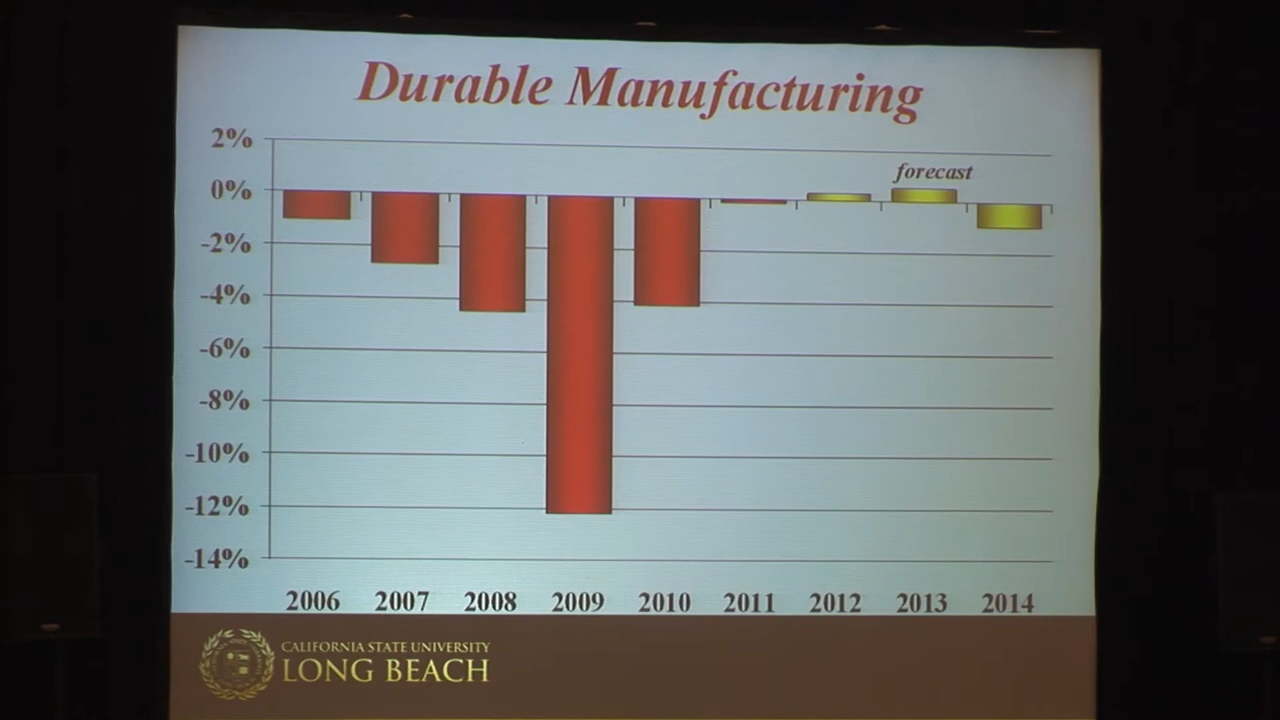 Durable Manufacturing
2%
forecast
0%
-2%
-4%
-6%
-8%
-10%
-12%
-14%
2006 2007 2008 2009 2010 2011 2012 2013 2014
CALIFORNIA STATE UNIVERSITY
LONG BEACH